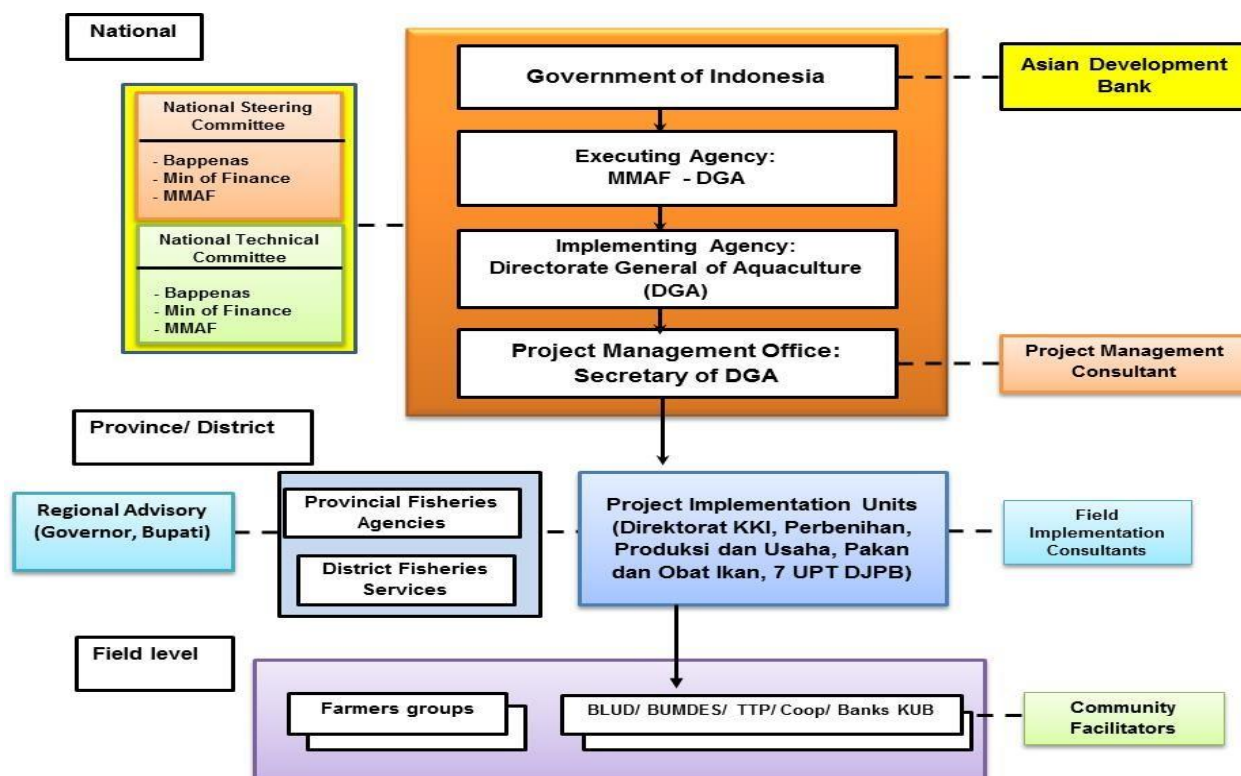 National
Government of Indonesia
Asian Development
Bank
National Steering
Committee
- Bappenas
- Min of Finance
- MMAF
National Technical
Committee
- Bappenas
- Min of Finance
- MMAF
Executing Agency:
MMAF - DGA
Implementing Agency:
Directorate General of Aquaculture
(DGA)
Project Management Office:
Secretary of DGA
Project Management
Consultant
Province/ District
Regional Advisory
(Governor, Bupati)
Provincial Fisheries
Agencies
District Fisheries
Services
Project Implementation Units
(Direktorat KKI, Perbenihan,
Produksi dan Usaha, Pakan
dan Obat Ikan, 7 UPT DJPB)
Field
Implementation
Consultants
Field level
Farmers groups
BLUD/ BUMDES/ TTP/ Coop/ Banks KUB
Community
Facilitators